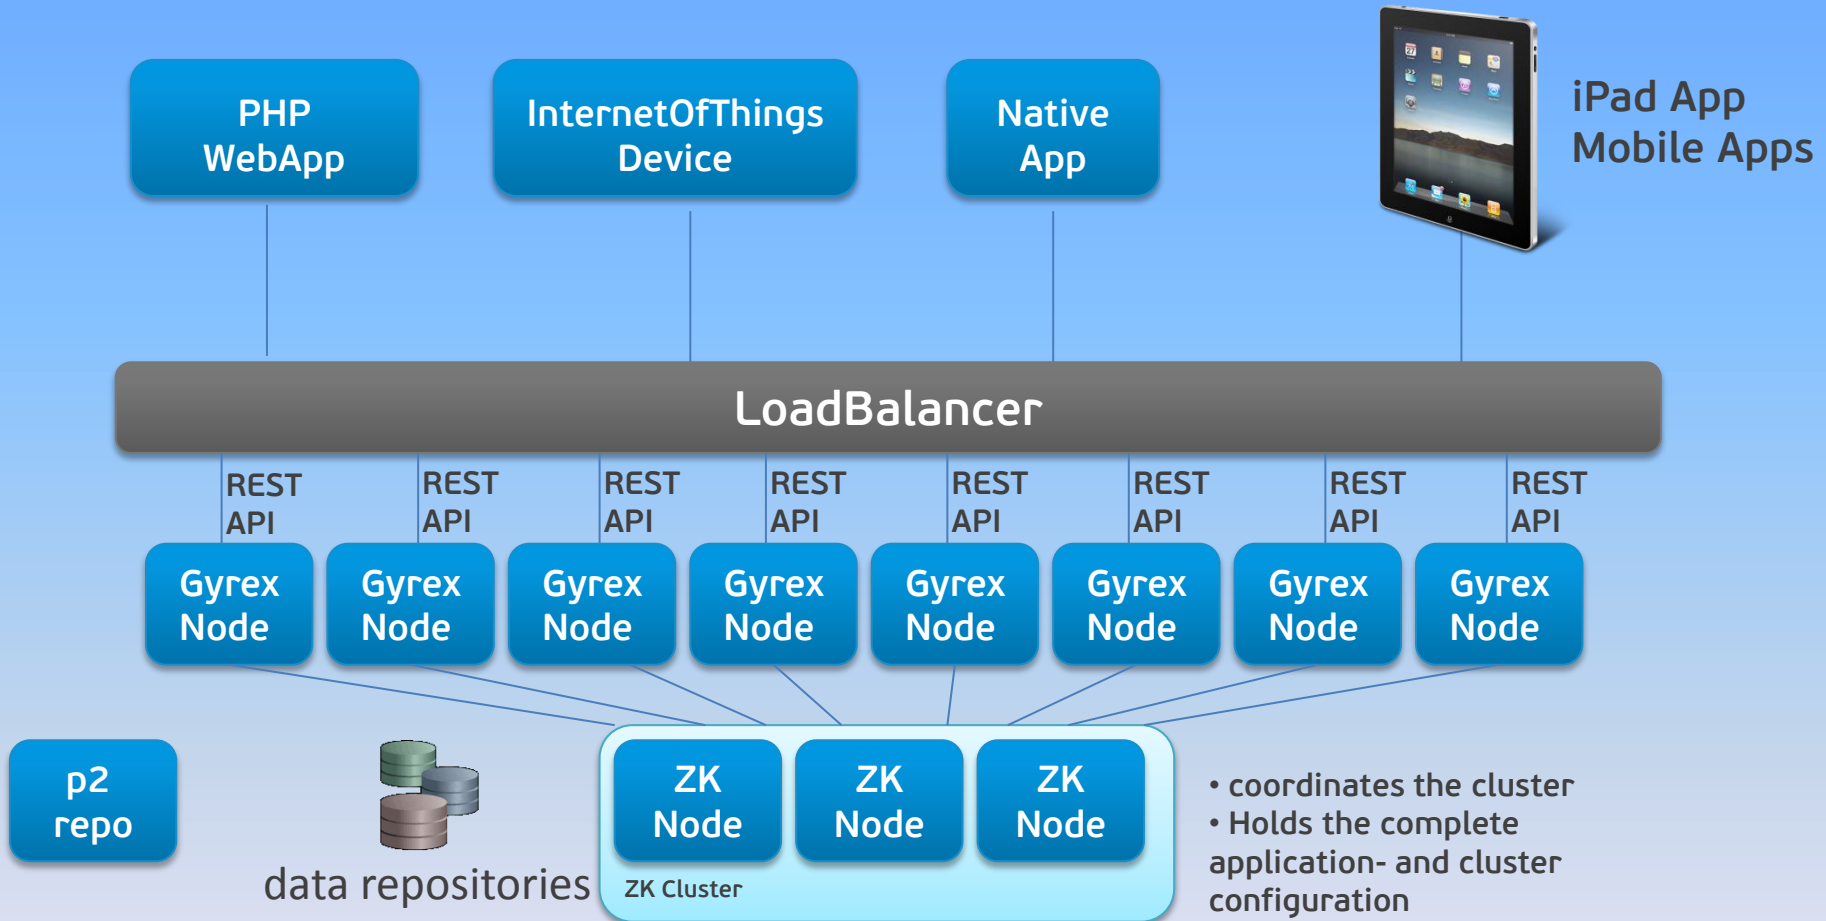 PHP
WebApp
InternetOfThings
Device
Native
App
iPad App
Mobile Apps
LoadBalancer
REST
API
REST
API
REST
API
REST
API
REST
API
REST
API
REST
API
REST
API
Gyrex
Node
Gyrex
Node
Gyrex
Node
Gyrex
Node
Gyrex
Node
Gyrex
Node
Gyrex
Node
Gyrex
Node
p2
repo
data repositories
ZK
Node
ZK
Node
ZK
Node
ZK Cluster
• coordinates the cluster
• Holds the complete
application- and cluster
configuration